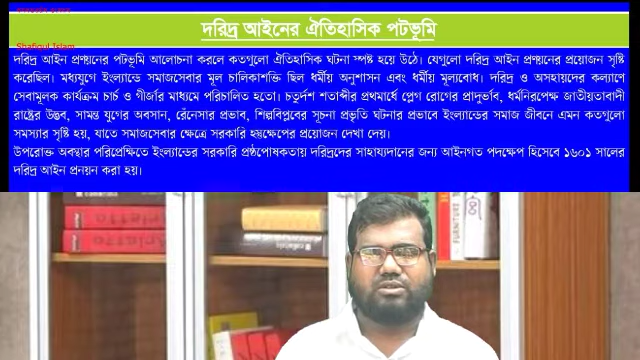 Shafiqul Islam
দরিদ্র আইনের ঐতিহাসিক পটভূমি
দরিদ্র আইন প্রণয়নের পটভূমি আলোচনা করলে কতগুলো ঐতিহাসিক ঘটনা স্পষ্ট হয়ে উঠে। যেগুলো দরিদ্র আইন প্রণয়নের প্রয়োজন সৃষ্টি
করেছিল। মধ্যযুগে ইংল্যান্ডে সমাজসেবার মূল চালিকাশক্তি ছিল ধর্মীয় অনুশাসন এবং ধর্মীয় মূল্যবোধ। দরিদ্র ও অসহায়দের কল্যাণে
সেবামূলক কার্যক্রম চার্চ ও গীর্জার মাধ্যমে পরিচালিত হতো। চতুর্দশ শতাব্দীর প্রথমার্ধে প্লেগ রোগের প্রাদুর্ভাব, ধর্মনিরপেক্ষ জাতীয়তাবাদী
রাষ্ট্রের উদ্ভব, সামন্ত যুগের অবসান, রেঁনেসার প্রভাব, শিল্পবিপ্লবের সূচনা প্রভৃতি ঘটনার প্রভাবে ইংল্যান্ডের সমাজ জীবনে এমন কতগুলো
সমস্যার সৃষ্টি হয়, যাতে সমাজসেবার ক্ষেত্রে সরকারি হস্তক্ষেপের প্রয়োজন দেখা দেয়।
উপরোক্ত অবস্থার পরিপ্রেক্ষিতে ইংল্যান্ডের সরকারি প্রষ্ঠপোষকতায় দরিদ্রদের সাহায্যদানের জন্য আইনগত পদক্ষেপ হিসেবে ১৬০১ সালের
দরিদ্র আইন প্রনয়ন করা হয়।
FURNITURE